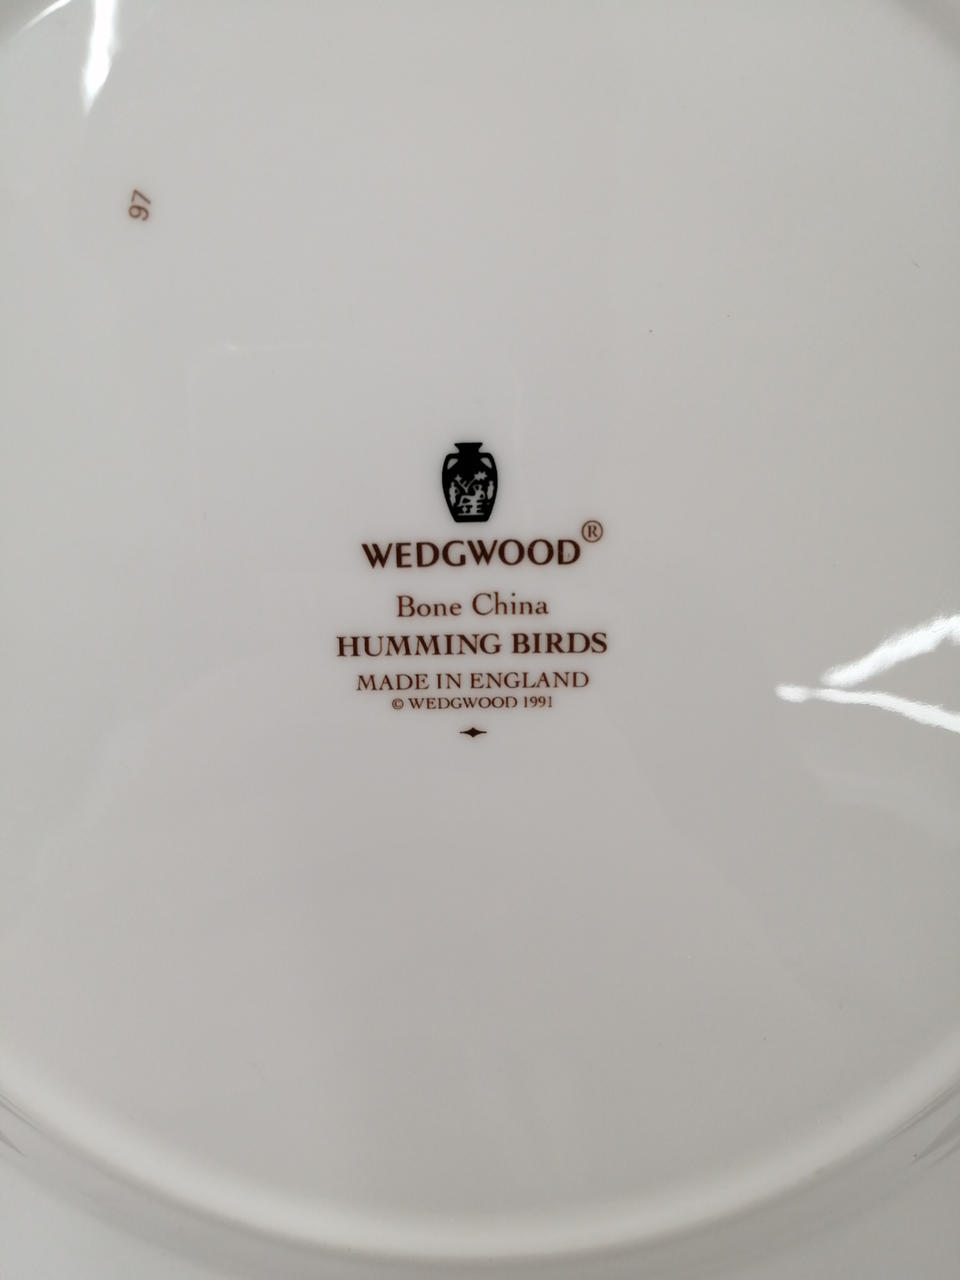 97
WEDGWOOD®
Bone China
HUMMING BIRDS
MADE IN ENGLAND
© WEDGWOOD 1991